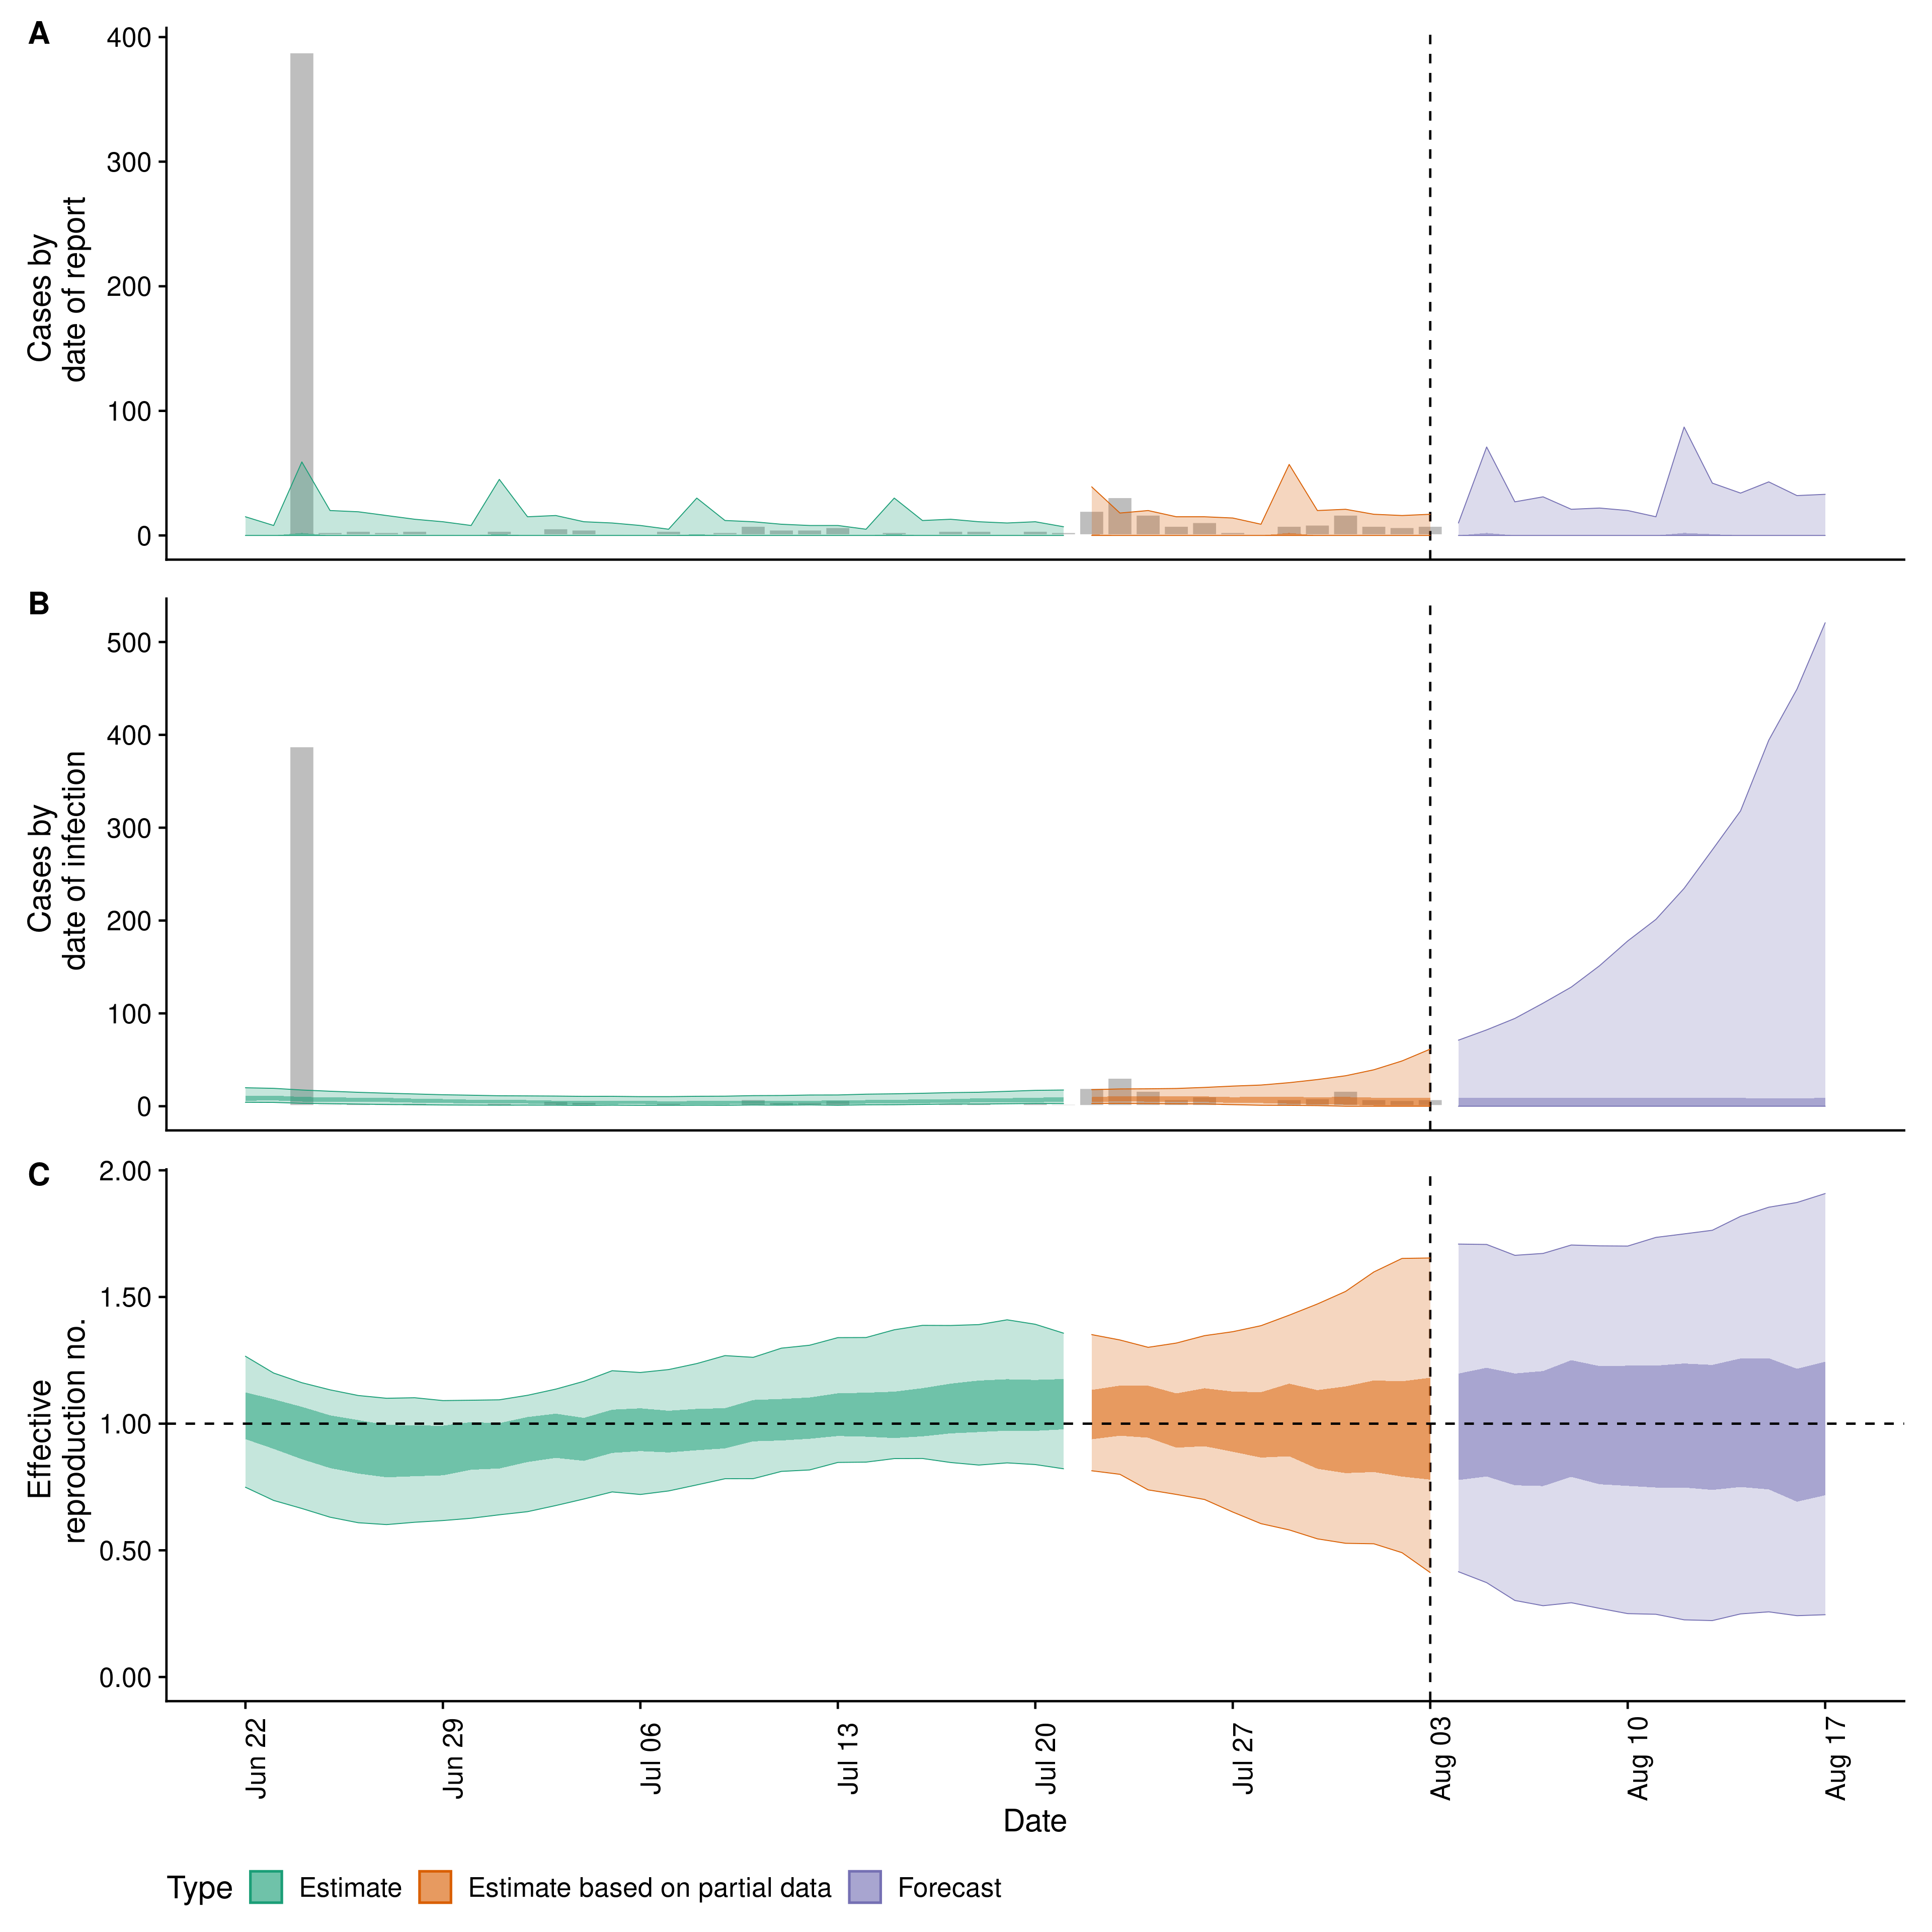 A
400
300
200
100
0
Cases by
date of report
B
500
400
300
200
100
0
Cases by
date of infection
C
2.00
1.50
1.00
0.50
0.00
Effective
reproduction no.
Jun 22
Jun 29
Jul 06
Jul 13
Jul 20
Jul 27
Aug 03
Aug 10
Aug 17
Date
Type Estimate Estimate based on partial data Forecast